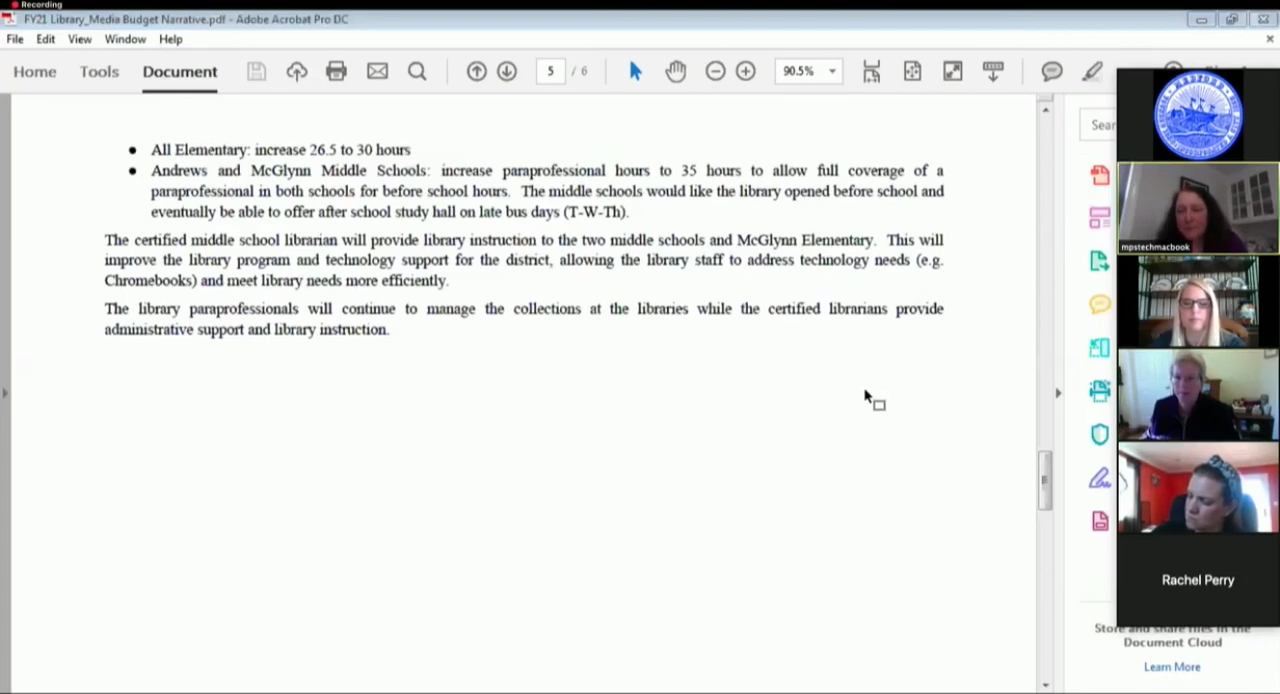 Recording
FY21 Library_Media Budget Narrative.pdf - Adobe Acrobat Pro DC
File Edit View Window Help
Home Tools Document 5 / 6 90.5%
• All Elementary: increase 26.5 to 30 hours
• Andrews and McGlynn Middle Schools: increase paraprofessional hours to 35 hours to allow full coverage of a
paraprofessional in both schools for before school hours. The middle schools would like the library opened before school and
eventually be able to offer after school study hall on late bus days (T-W-Th).
The certified middle school librarian will provide library instruction to the two middle schools and McGlynn Elementary. This will
improve the library program and technology support for the district, allowing the library staff to address technology needs (e.g.
Chromebooks) and meet library needs more efficiently.
The library paraprofessionals will continue to manage the collections at the libraries while the certified librarians provide
administrative support and library instruction.
Sear
mpstechmacbook
Rachel Perry
Store and share files in the
Document Cloud
Learn More